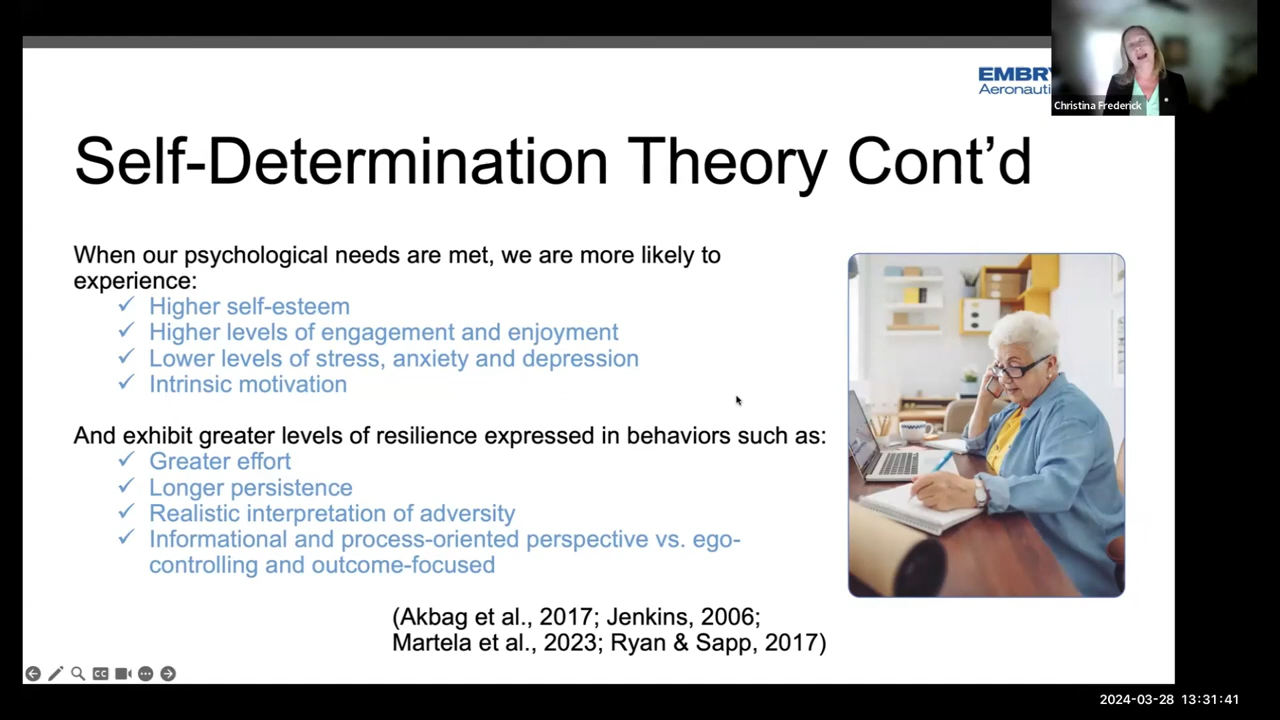 EMBRY
Aeronauti
Christina Frederick
Self-Determination Theory Cont’d
When our psychological needs are met, we are more likely to
experience:
✓ Higher self-esteem
✓ Higher levels of engagement and enjoyment
✓ Lower levels of stress, anxiety and depression
✓ Intrinsic motivation
And exhibit greater levels of resilience expressed in behaviors such as:
✓ Greater effort
✓ Longer persistence
✓ Realistic interpretation of adversity
✓ Informational and process-oriented perspective vs. ego-
controlling and outcome-focused
(Akbag et al., 2017; Jenkins, 2006;
Martela et al., 2023; Ryan & Sapp, 2017)
CC
2024-03-28 13:31:41